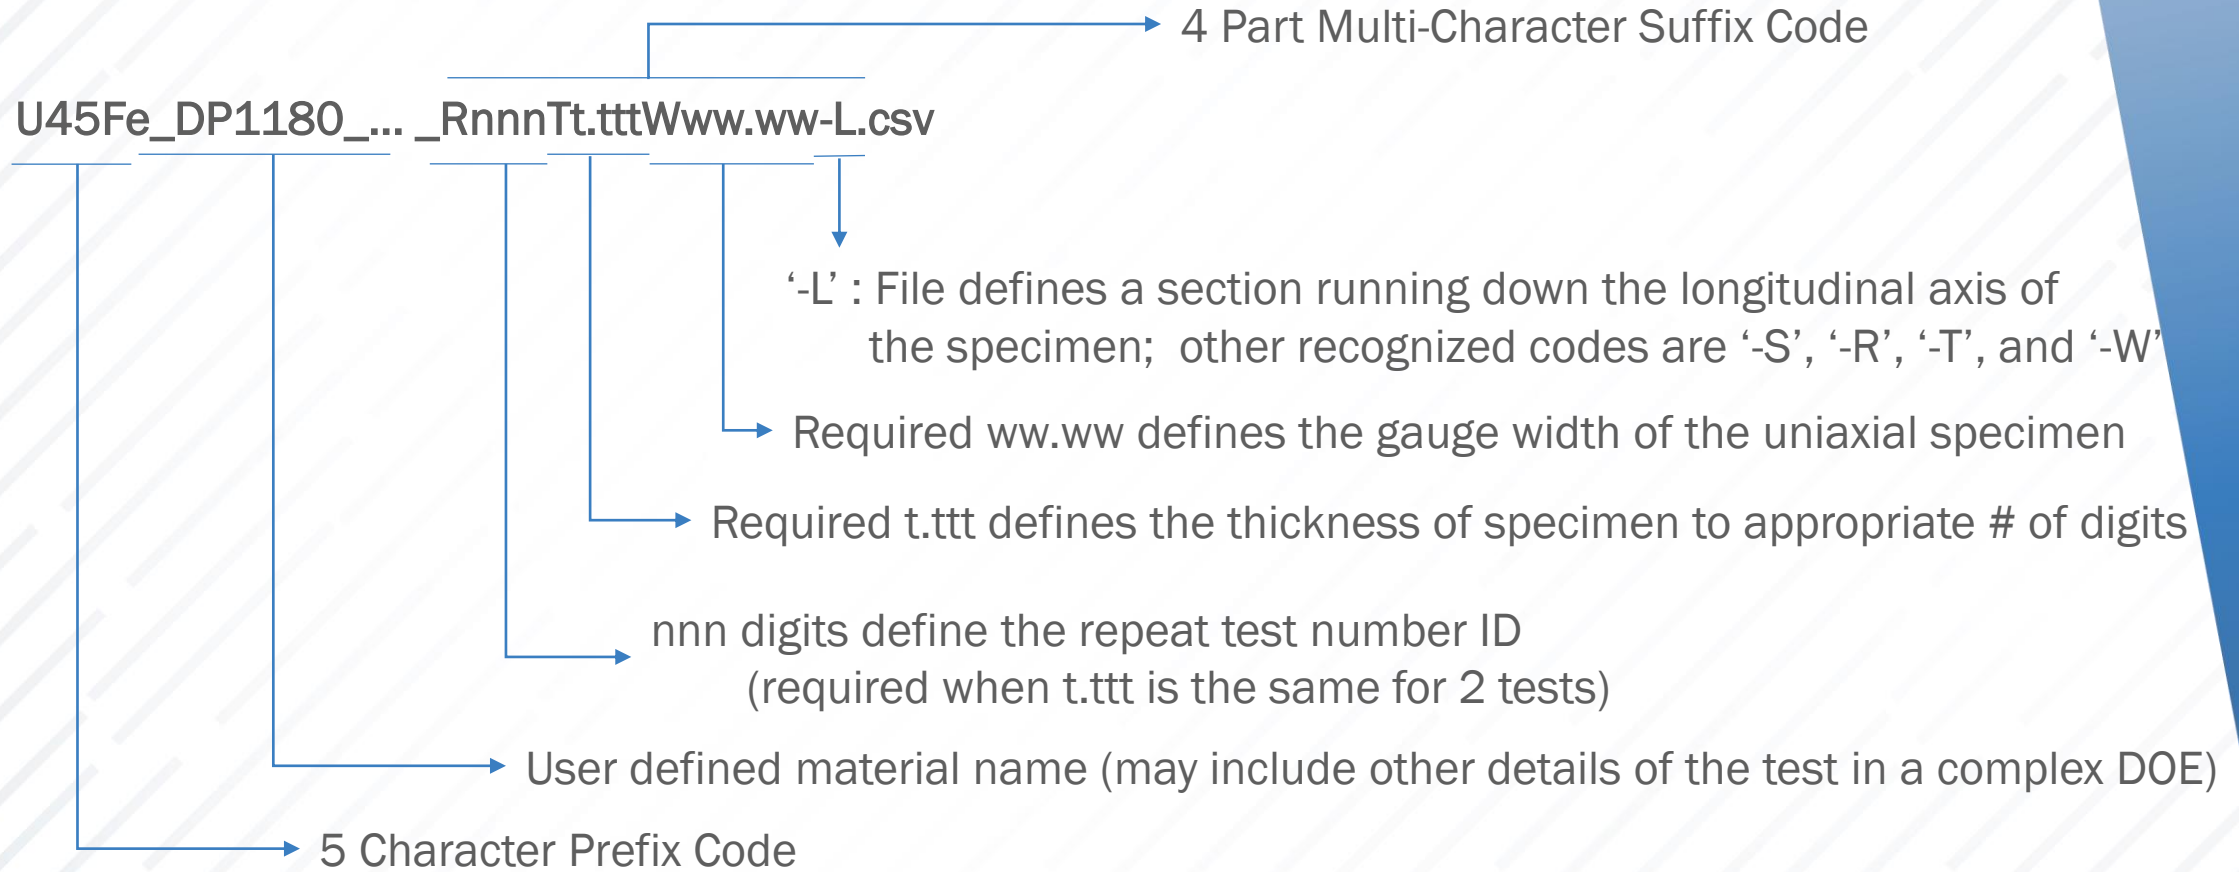 4 Part Multi-Character Suffix Code
U45Fe_DP1180_... _RnnnTt.tttWww.ww-L.csv
‘-L’ : File defines a section running down the longitudinal axis of
the specimen; other recognized codes are ‘-S’, ‘-R’, ‘-T’, and ‘-W’
Required ww.ww defines the gauge width of the uniaxial specimen
Required t.ttt defines the thickness of specimen to appropriate # of digits
nnn digits define the repeat test number ID
(required when t.ttt is the same for 2 tests)
User defined material name (may include other details of the test in a complex DOE)
5 Character Prefix Code